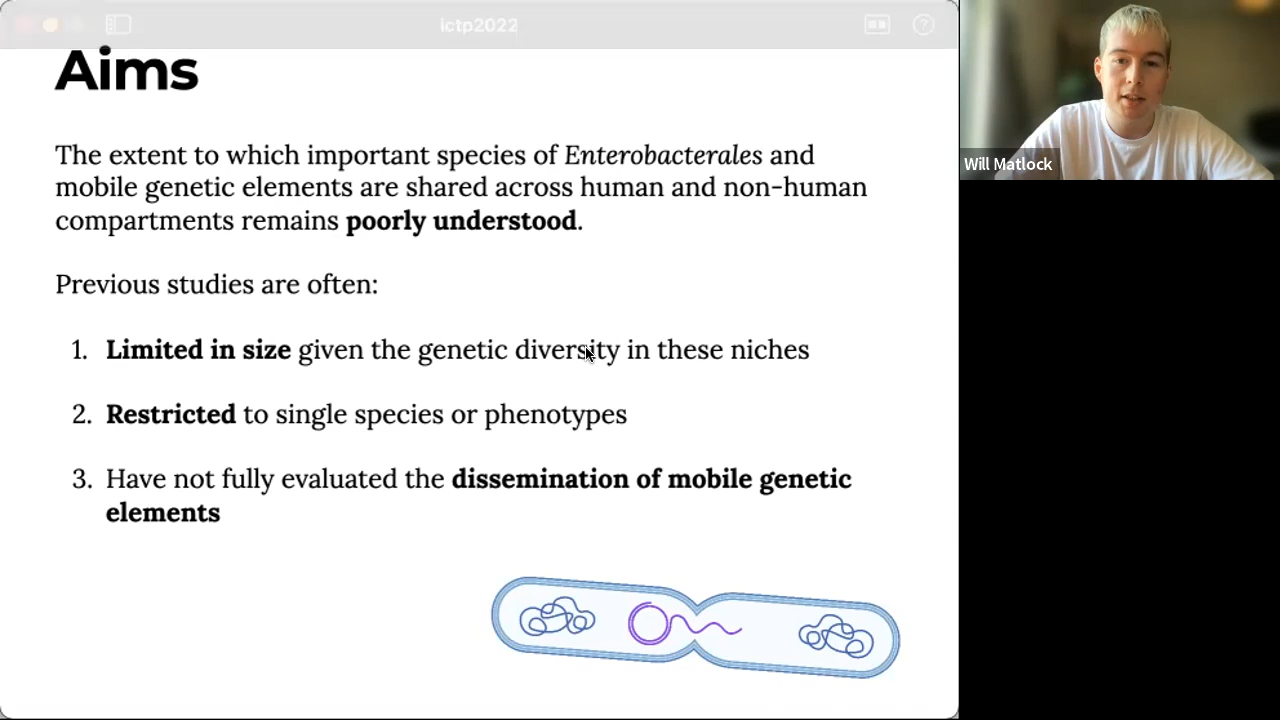 ictp2022
Aims
The extent to which important species of Enterobacterales and
mobile genetic elements are shared across human and non-human
compartments remains poorly understood.
Previous studies are often:
1. Limited in size given the genetic diversity in these niches
2. Restricted to single species or phenotypes
3. Have not fully evaluated the dissemination of mobile genetic
elements
Will Matlock